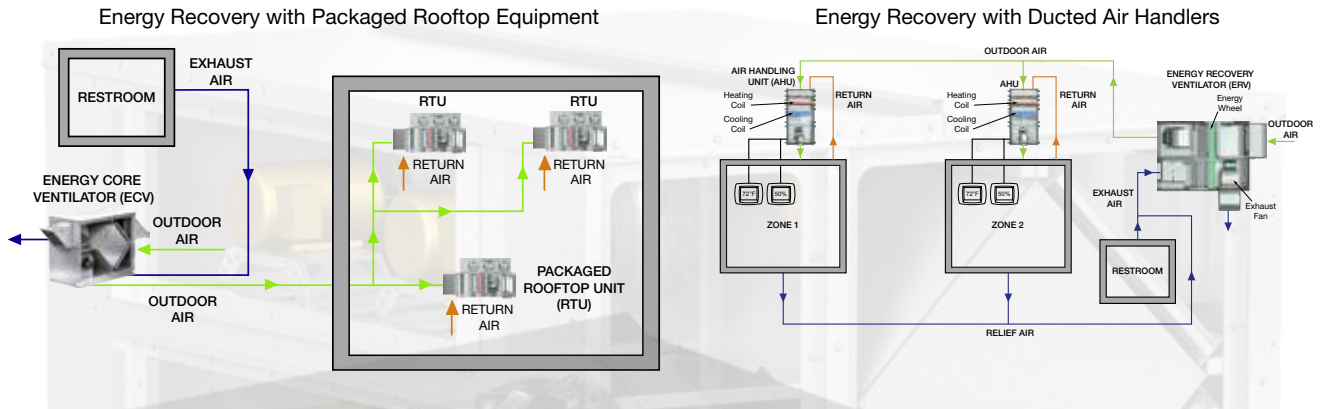 Energy Recovery with Packaged Rooftop Equipment
RESTROOM
EXHAUST
AIR
RTU
RTU
RETURN
AIR
RETURN
AIR
ENERGY CORE
VENTILATOR (ECV)
OUTDOOR
AIR
OUTDOOR
AIR
PACKAGED
ROOFTOP UNIT
(RTU)
RETURN
AIR
Energy Recovery with Ducted Air Handlers
OUTDOOR AIR
AIR HANDLING
UNIT (AHU)
Heating
Coil
Cooling
Coil
RETURN
AIR
AHU
Heating
Coil
Cooling
Coil
RETURN
AIR
ENERGY RECOVERY
VENTILATOR (ERV)
Energy
Wheel
OUTDOOR
AIR
72°F
50%
ZONE 1
72°F
50%
ZONE 2
EXHAUST
AIR
Exhaust
Fan
RESTROOM
RELIEF AIR